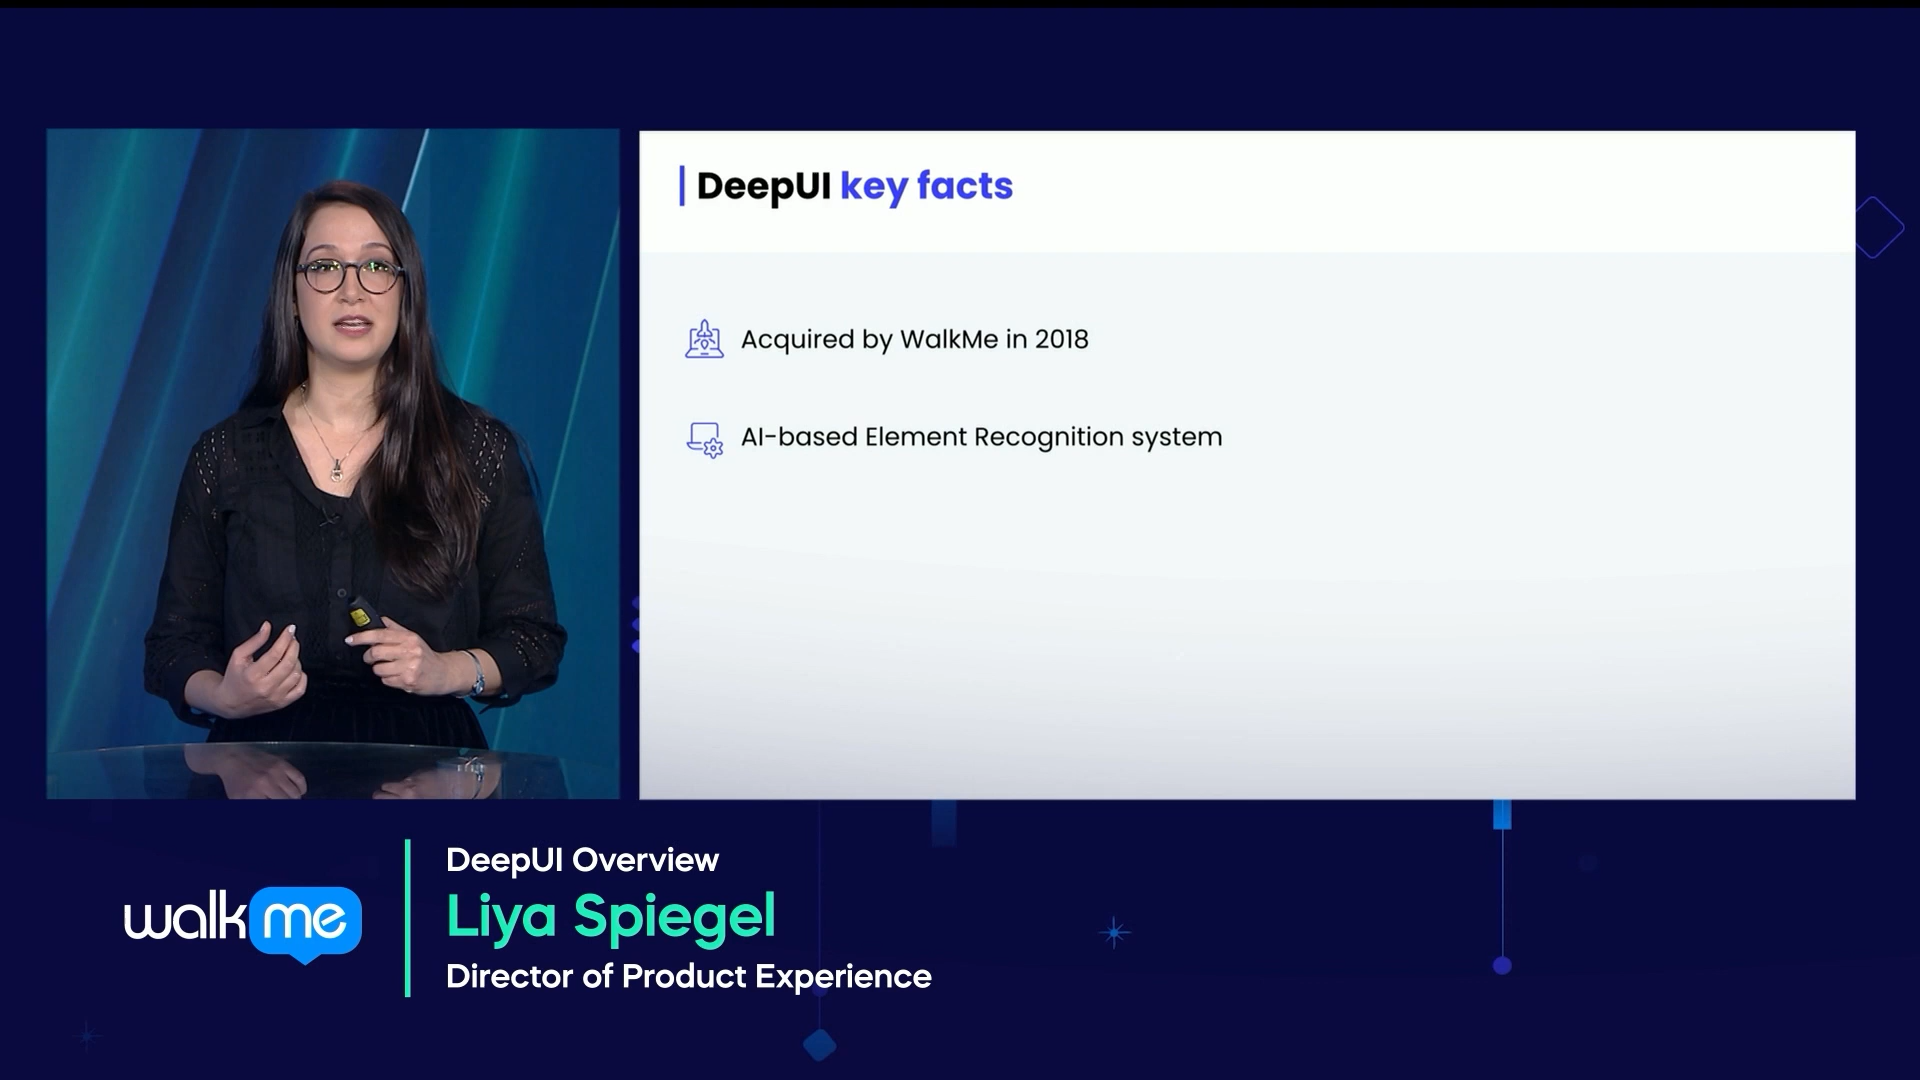 DeepUI key facts
Acquired by WalkMe in 2018
AI-based Element Recognition system
walkme
DeepUI Overview
Liya Spiegel
Director of Product Experience